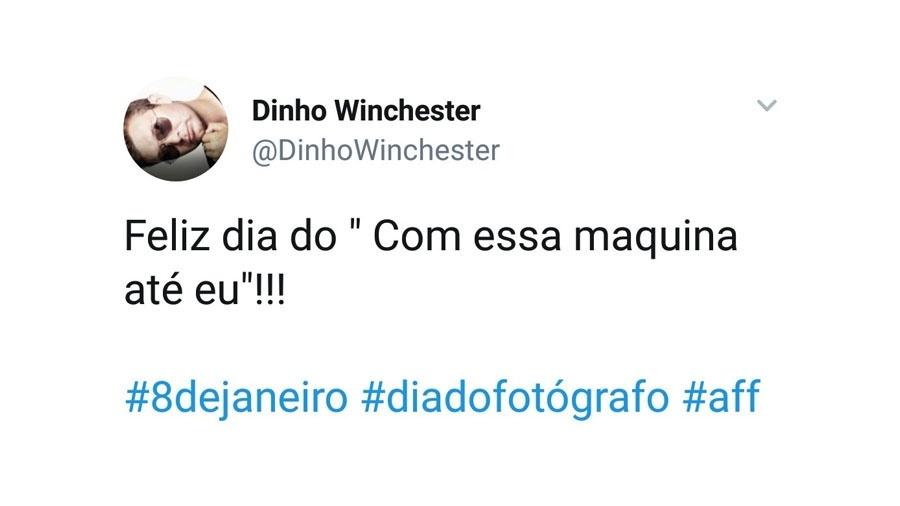 Dinho Winchester
@DinhoWinchester
Feliz dia do " Com essa maquina
até eu"!!!
#8dejaneiro #diadofotógrafo #aff